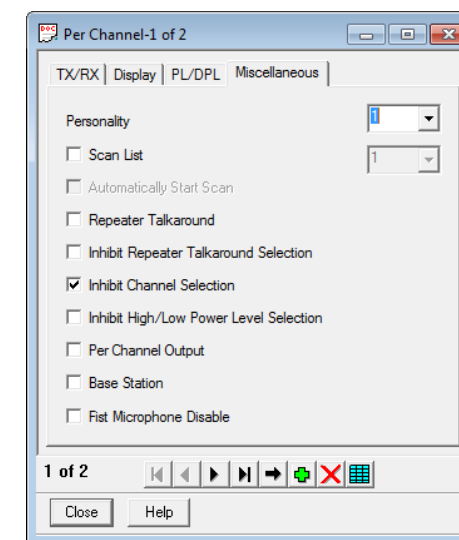 Per Channel-1 of 2
TX/RX Display PL/DPL Miscellaneous
Personality 1
Scan List 1
Automatically Start Scan
Repeater Talkaround
Inhibit Repeater Talkaround Selection
Inhibit Channel Selection
Inhibit High/Low Power Level Selection
Per Channel Output
Base Station
Fist Microphone Disable
1 of 2
Close Help